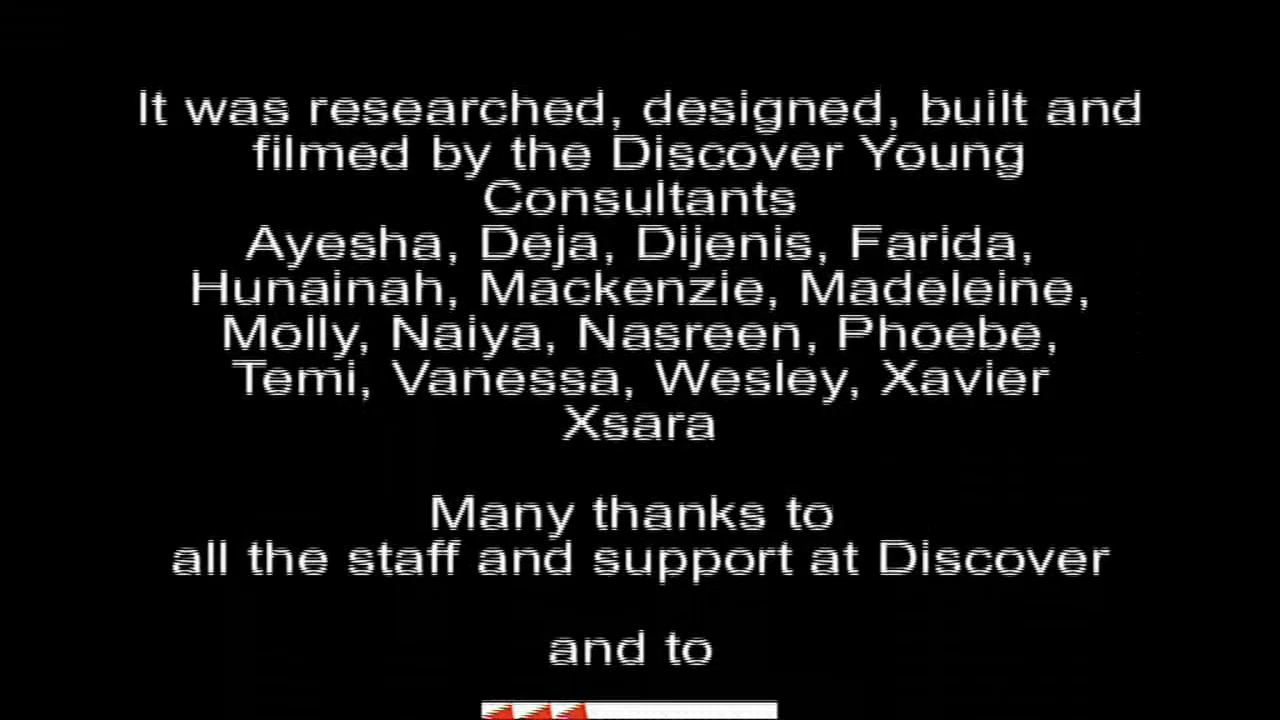 It was researched, designed, built and
filmed by the Discover Young
Consultants
Ayesha, Deja, Dijenis, Farida,
Hunainah, Mackenzie, Madeleine,
Molly, Naiya, Nasreen, Phoebe,
Temi, Vanessa, Wesley, Xavier
Xsara
Many thanks to
all the staff and support at Discover
and to